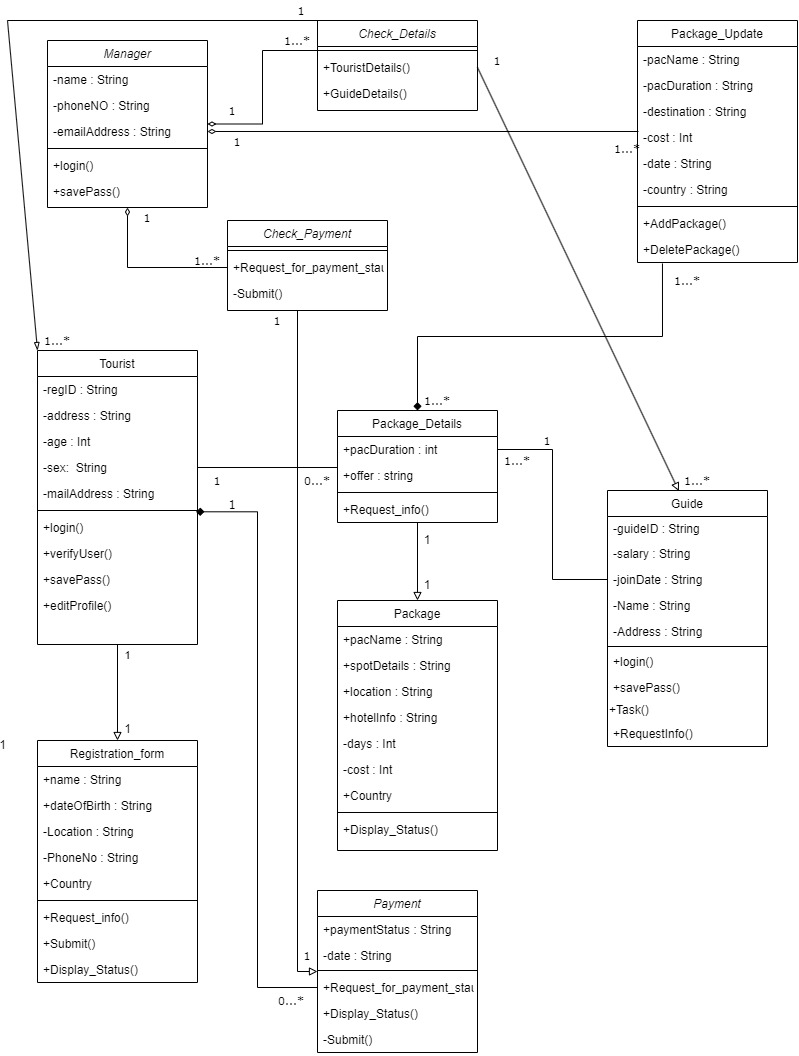 1
Check_Details
+TouristDetails()
+GuideDetails()
1...*
1
Package_Update
-pacName : String
-pacDuration : String
-destination : String
-cost : Int
-date : String
-country : String
+AddPackage()
+DeletePackage()
1...*
1...*
Manager
-name : String
-phoneNO : String
-emailAddress : String
+login()
+savePass()
1
1
1
1...*
Check_Payment
+Request_for_payment_stau
-Submit()
1
1...*
Tourist
-regID : String
-address : String
-age : Int
-sex: String
-mailAddress : String
+login()
+verifyUser()
+savePass()
+editProfile()
1
0...*
1
1...*
Package_Details
+pacDuration : int
+offer : string
+Request_info()
1
1...*
1
1
1...*
Guide
-guideID : String
-salary : String
-joinDate : String
-Name : String
-Address : String
+login()
+savePass()
+Task()
+RequestInfo()
Package
+pacName : String
+spotDetails : String
+location : String
+hotelInfo : String
-days : Int
-cost : Int
+Country
+Display_Status()
1
1
1
Registration_form
+name : String
+dateOfBirth : String
-Location : String
-PhoneNo : String
+Country
+Request_info()
+Submit()
+Display_Status()
Payment
+paymentStatus : String
-date : String
+Request_for_payment_stau
+Display_Status()
-Submit()
1
0...*